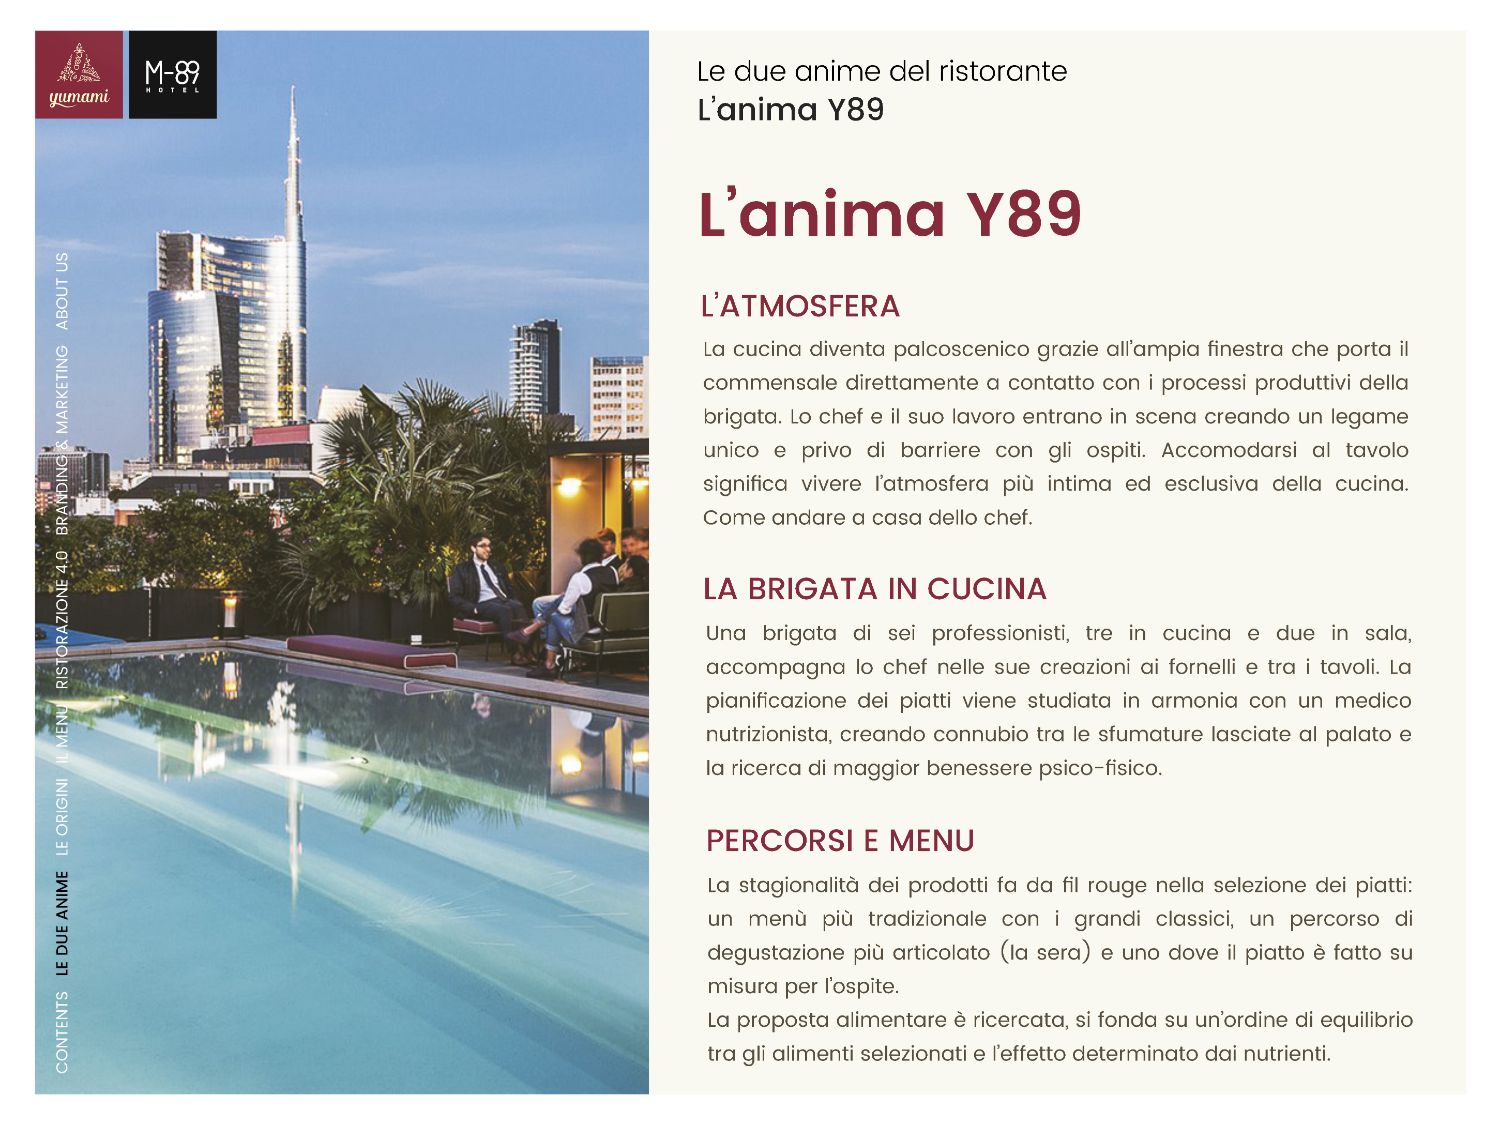 yumami
M-89
HOTEL
CONTENTS LE DUE ANIME LE ORIGINI IL MENU RISTORAZIONE 4.0 BRANDING & MARKETING ABOUT US
Le due anime del ristorante
L’anima Y89
L’anima Y89
L’ATMOSFERA
La cucina diventa palcoscenico grazie all’ampia finestra che porta il
commensale direttamente a contatto con i processi produttivi della
brigata. Lo chef e il suo lavoro entrano in scena creando un legame
unico e privo di barriere con gli ospiti. Accomodarsi al tavolo
significa vivere l’atmosfera più intima ed esclusiva della cucina.
Come andare a casa dello chef.
LA BRIGATA IN CUCINA
Una brigata di sei professionisti, tre in cucina e due in sala,
accompagna lo chef nelle sue creazioni ai fornelli e tra i tavoli. La
pianificazione dei piatti viene studiata in armonia con un medico
nutrizionista, creando connubio tra le sfumature lasciate al palato e
la ricerca di maggior benessere psico-fisico.
PERCORSI E MENU
La stagionalità dei prodotti fa da fil rouge nella selezione dei piatti:
un menù più tradizionale con i grandi classici, un percorso di
degustazione più articolato (la sera) e uno dove il piatto è fatto su
misura per l’ospite.
La proposta alimentare è ricercata, si fonda su un’ordine di equilibrio
tra gli alimenti selezionati e l’effetto determinato dai nutrienti.